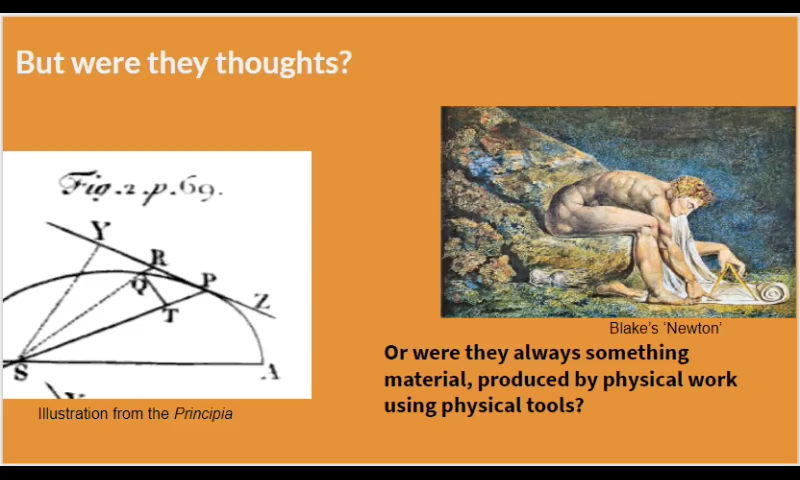 But were they thoughts?
Fig. 2. p. 69.
Y
R
P
Q
Z
T
S
A
Illustration from the Principia
Blake's ‘Newton’
Or were they always something
material, produced by physical work
using physical tools?